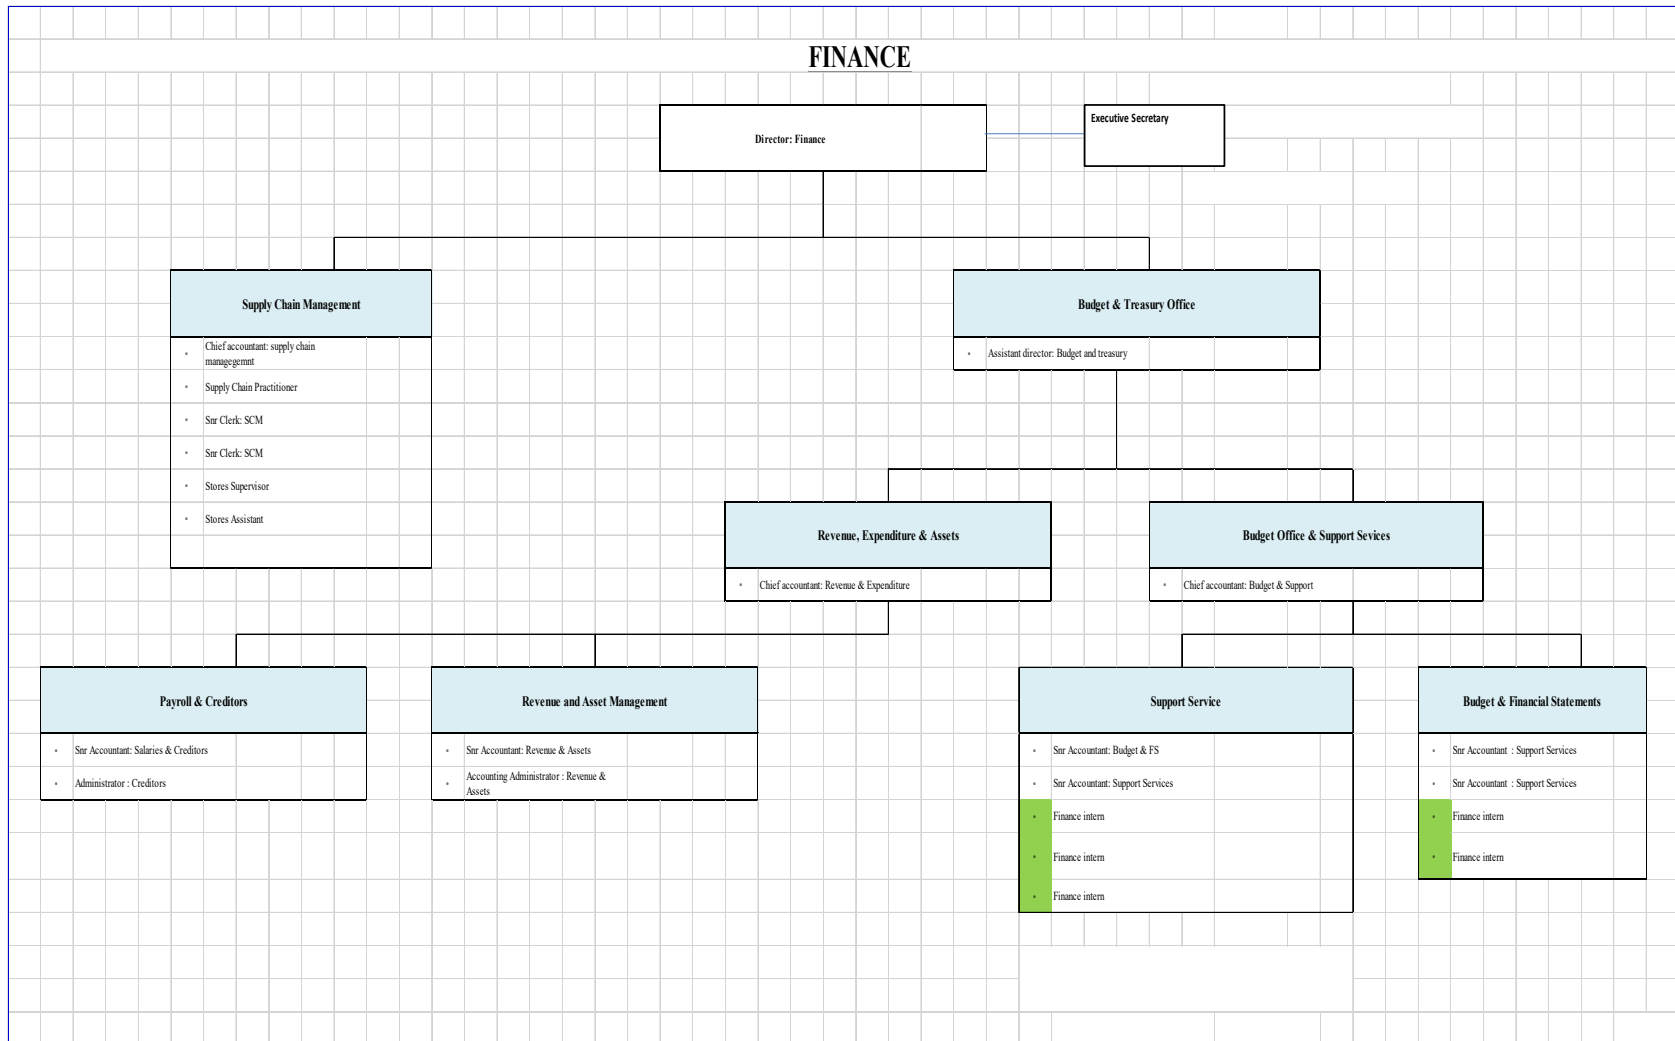 FINANCE
Director: Finance
Executive Secretary
Supply Chain Management
Chief accountant: supply chain
managegemnt
Supply Chain Practitioner
Snr Clerk: SCM
Snr Clerk: SCM
Stores Supervisor
Stores Assistant
Budget & Treasury Office
Assistant director: Budget and treasury
Revenue, Expenditure & Assets
Chief accountant: Revenue & Expenditure
Budget Office & Support Sevices
Chief accountant: Budget & Support
Payroll & Creditors
Snr Accountant: Salaries & Creditors
Administrator : Creditors
Revenue and Asset Management
Snr Accountant: Revenue & Assets
Accounting Administrator : Revenue &
Assets
Support Service
Snr Accountant: Budget & FS
Snr Accountant: Support Services
Finance intern
Finance intern
Finance intern
Budget & Financial Statements
Snr Accountant : Support Services
Snr Accountant : Support Services
Finance intern
Finance intern